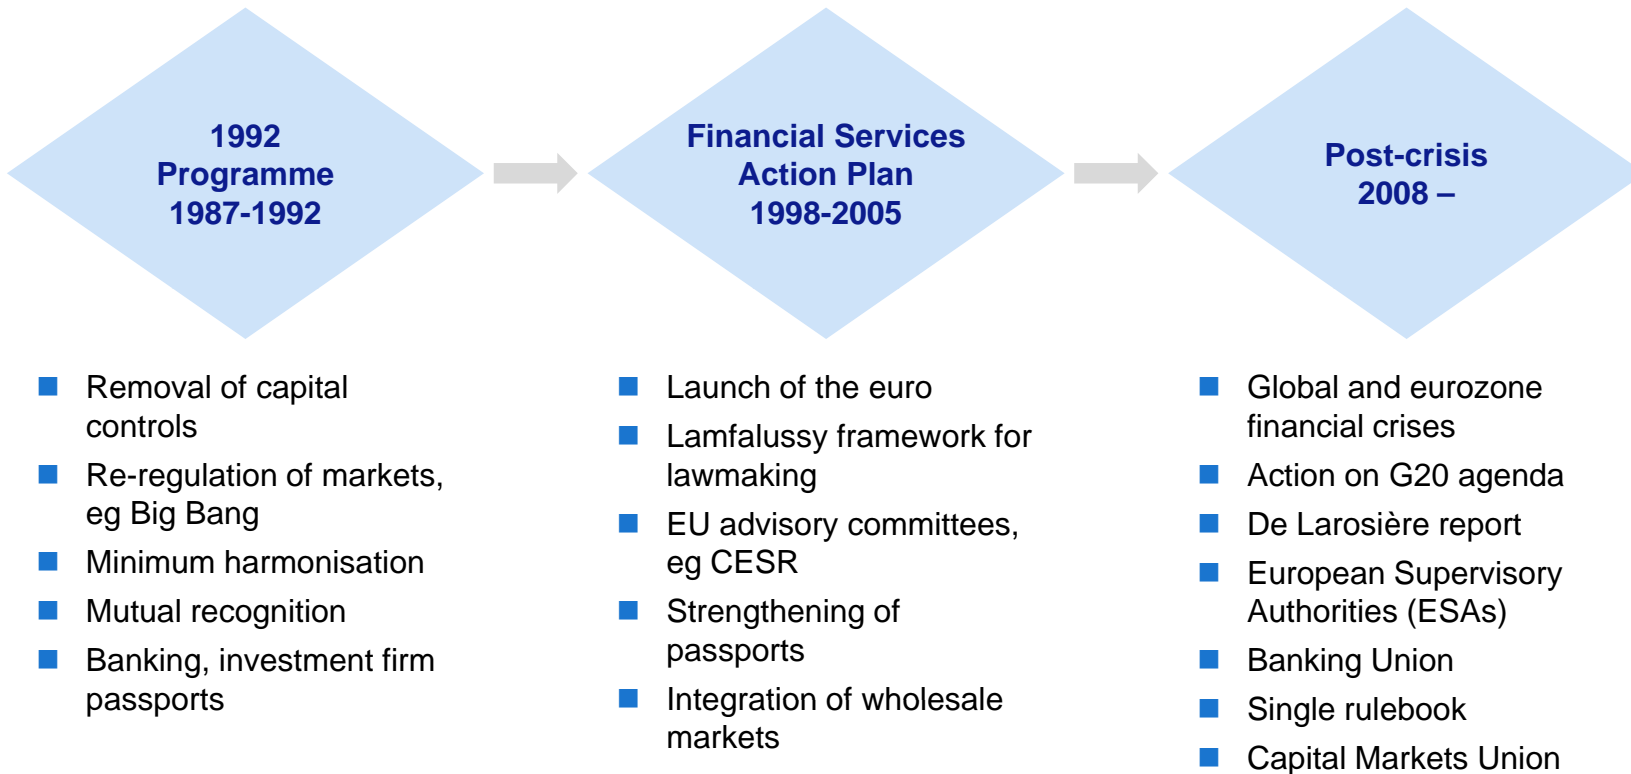 1992
Programme
1987-1992
Financial Services
Action Plan
1998-2005
Post-crisis
2008 –
Removal of capital
controls
Re-regulation of markets,
eg Big Bang
Minimum harmonisation
Mutual recognition
Banking, investment firm
passports
Launch of the euro
Lamfalussy framework for
lawmaking
EU advisory committees,
eg CESR
Strengthening of
passports
Integration of wholesale
markets
Global and eurozone
financial crises
Action on G20 agenda
De Larosière report
European Supervisory
Authorities (ESAs)
Banking Union
Single rulebook
Capital Markets Union